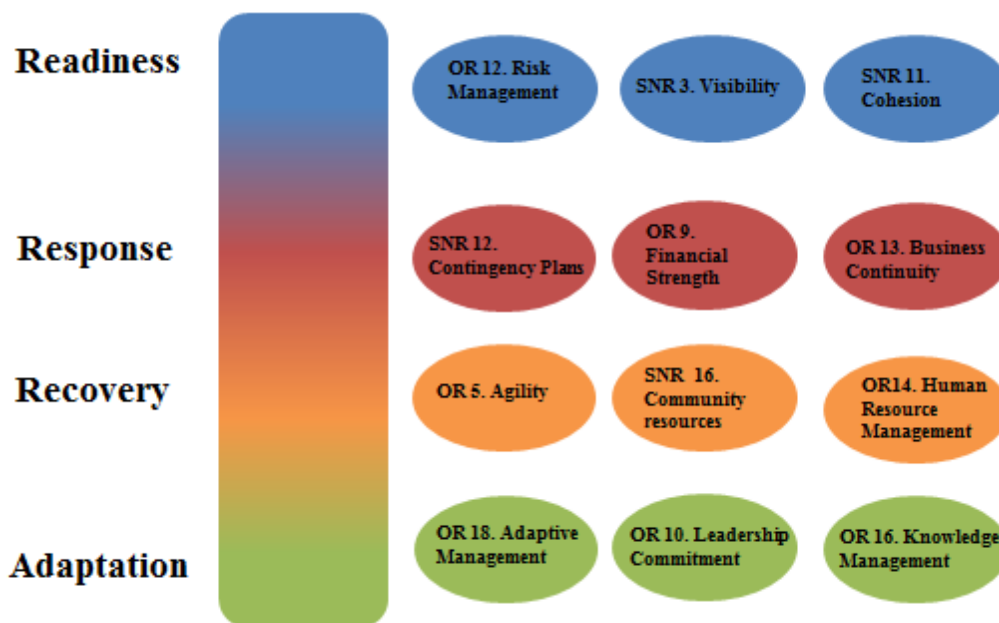 Readiness
OR 12. Risk
Management
SNR 3. Visibility
SNR 11.
Cohesion
Response
SNR 12.
Contingency Plans
OR 9.
Financial
Strength
OR 13. Business
Continuity
Recovery
OR 5. Agility
SNR 16.
Community
resources
OR14. Human
Resource
Management
Adaptation
OR 18. Adaptive
Management
OR 10. Leadership
Commitment
OR 16. Knowledge
Management